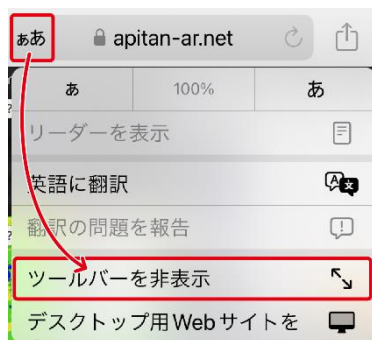 ぁあ apitan-ar.net
あ 100% あ
リーダーを表示
英語に翻訳
翻訳の問題を報告
ツールバーを非表示
デスクトップ用Webサイトを